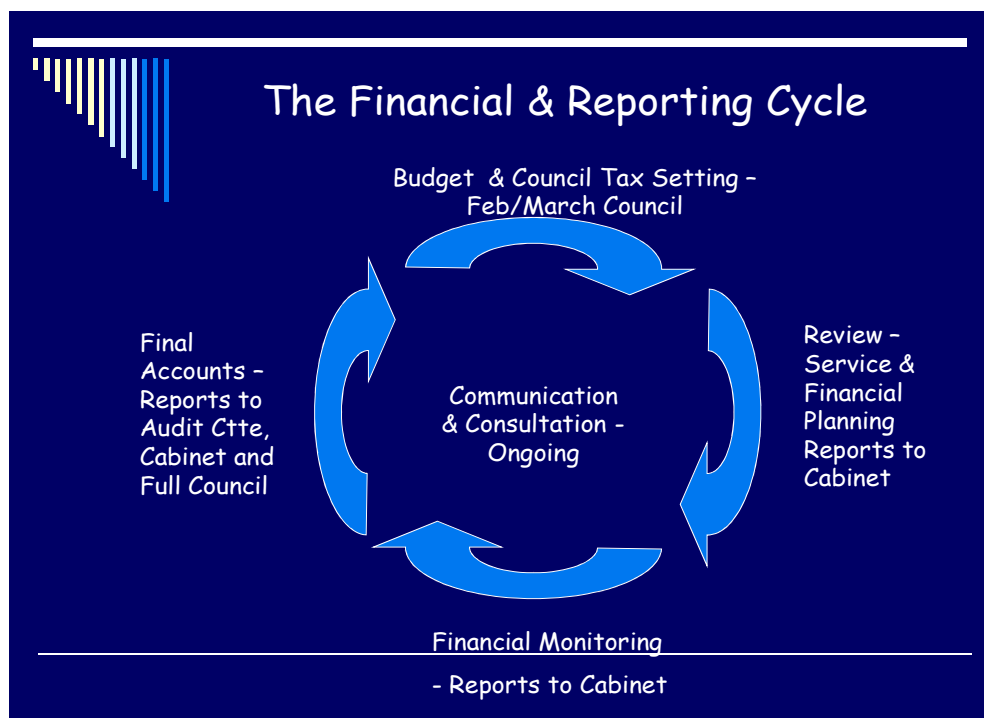 The Financial & Reporting Cycle
Budget & Council Tax Setting –
Feb/March Council
Review –
Service &
Financial
Planning
Reports to
Cabinet
Financial Monitoring
- Reports to Cabinet
Final
Accounts –
Reports to
Audit Ctte,
Cabinet and
Full Council
Communication
& Consultation -
Ongoing